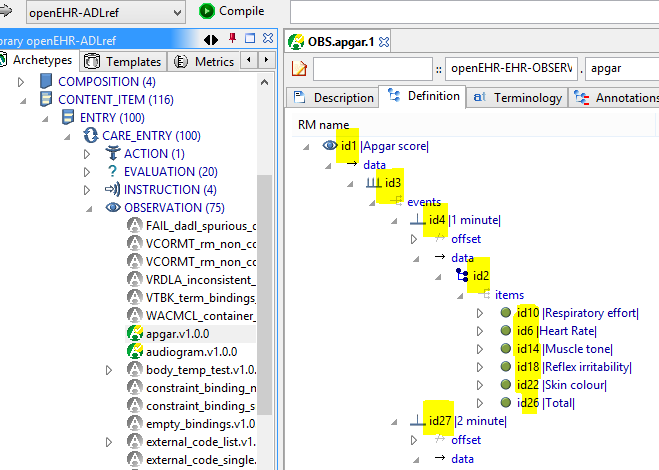 openEHR-ADLref
Compile
brary openEHR-ADLref
Archetypes
Templates
Metrics
COMPOSITION (4)
CONTENT_ITEM (116)
ENTRY (100)
CARE_ENTRY (100)
ACTION (1)
? EVALUATION (20)
INSTRUCTION (4)
OBSERVATION (75)
FAIL_dadl_spurious_c
VCORMT_rm_non_cc
VCORMT_rm_non_cc
VRDLA_inconsistent_
VTBK_term_bindings_
WACMCL_container_
apgar.v1.0.0
audiogram.v1.0.0
body_temp_test.v1.0.
constraint_binding_n
constraint_binding_s
empty_bindings.v1.0
external_code_list.v1.
external_code_single.
OBS.apgar.1
:: openEHR-EHR-OBSERV . apgar
Description
Definition
Terminology
Annotations
RM name
id1 |Apgar score|
data
id3
events
id4 |1 minute|
offset
data
id2
items
id10 |Respiratory effort|
id6 |Heart Rate|
id14 |Muscle tone|
id18 |Reflex irritability|
id22 |Skin colour|
id26 |Total|
id27 |2 minute|
offset
data